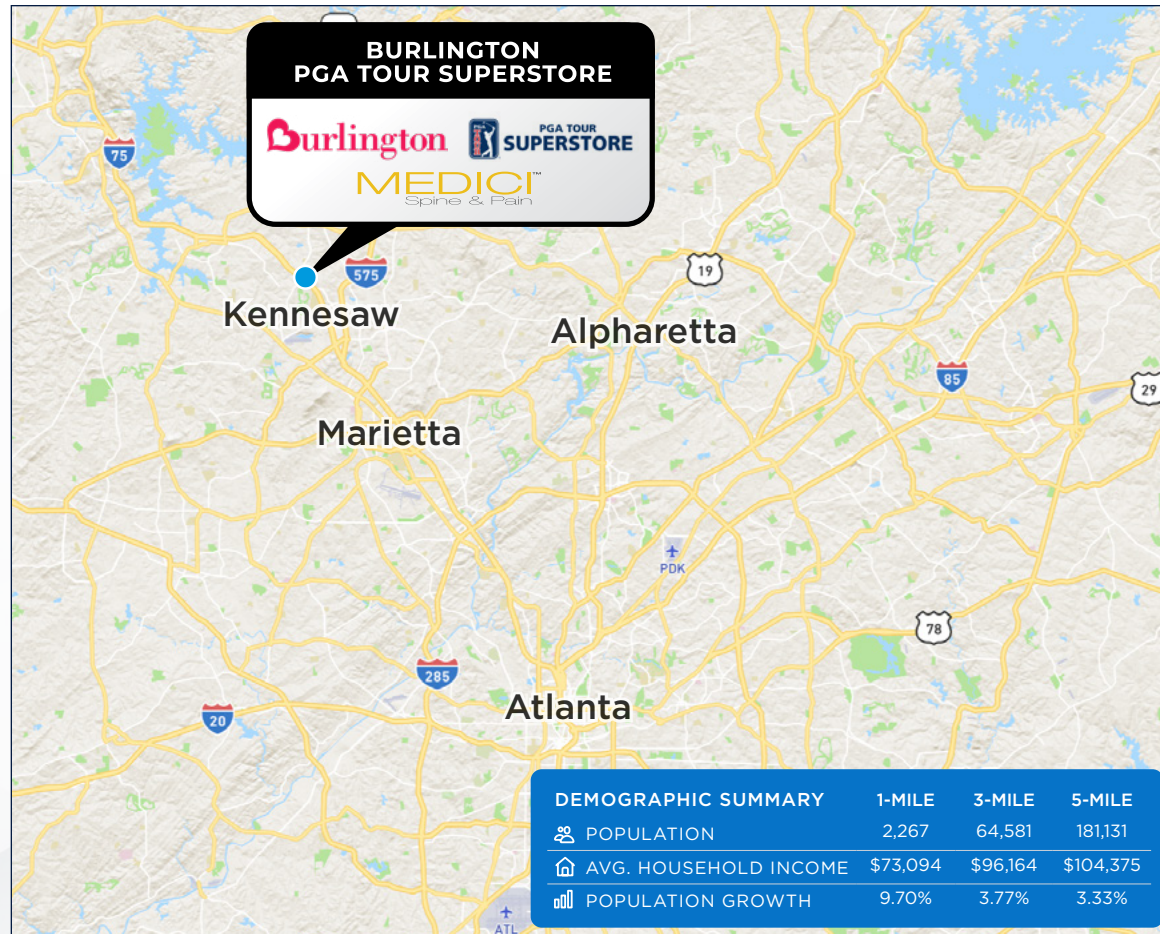 BURLINGTON
PGA TOUR SUPERSTORE
Burlington
PGA TOUR
SUPERSTORE
MEDICI™
Spine & Pain
75
575
19
Kennesaw
Alpharetta
85
29
Marietta
PDK
78
285
Atlanta
20
DEMOGRAPHIC SUMMARY 1-MILE 3-MILE 5-MILE
POPULATION 2,267 64,581 181,131
AVG. HOUSEHOLD INCOME $73,094 $96,164 $104,375
POPULATION GROWTH 9.70% 3.77% 3.33%
ATL